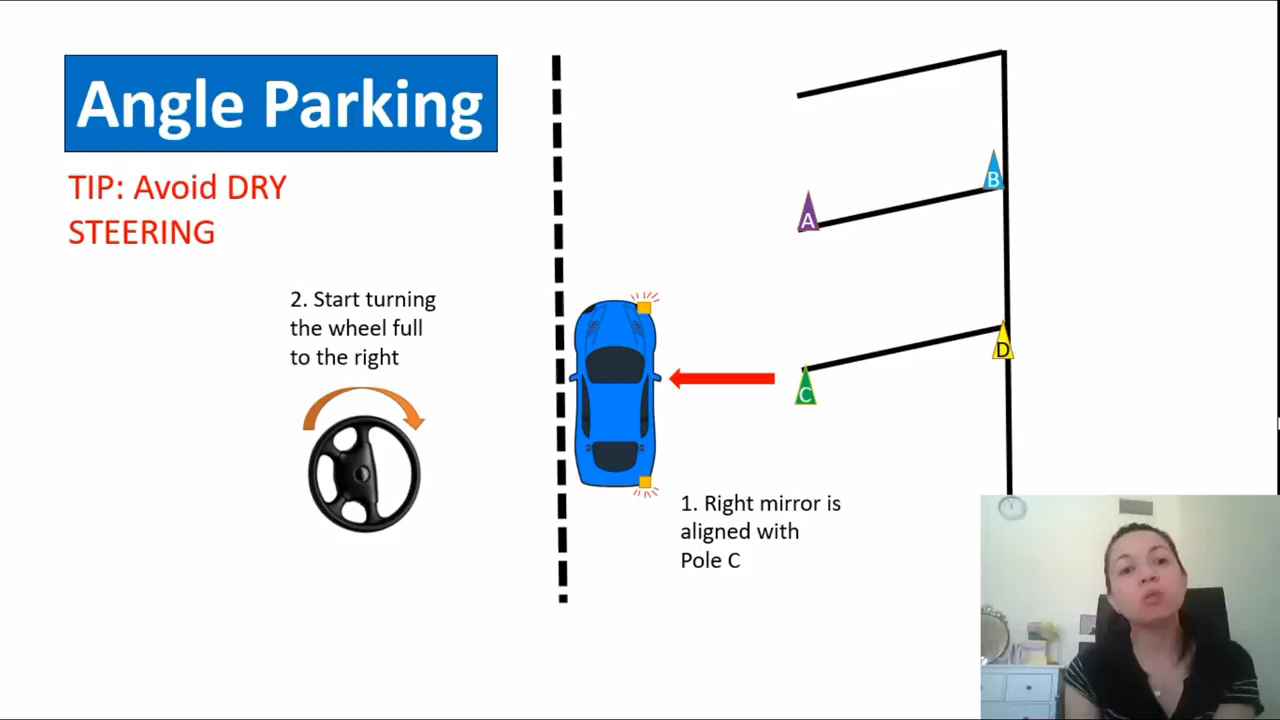 Angle Parking
TIP: Avoid DRY
STEERING
B
A
2. Start turning
the wheel full
to the right
D
C
1. Right mirror is
aligned with
Pole C